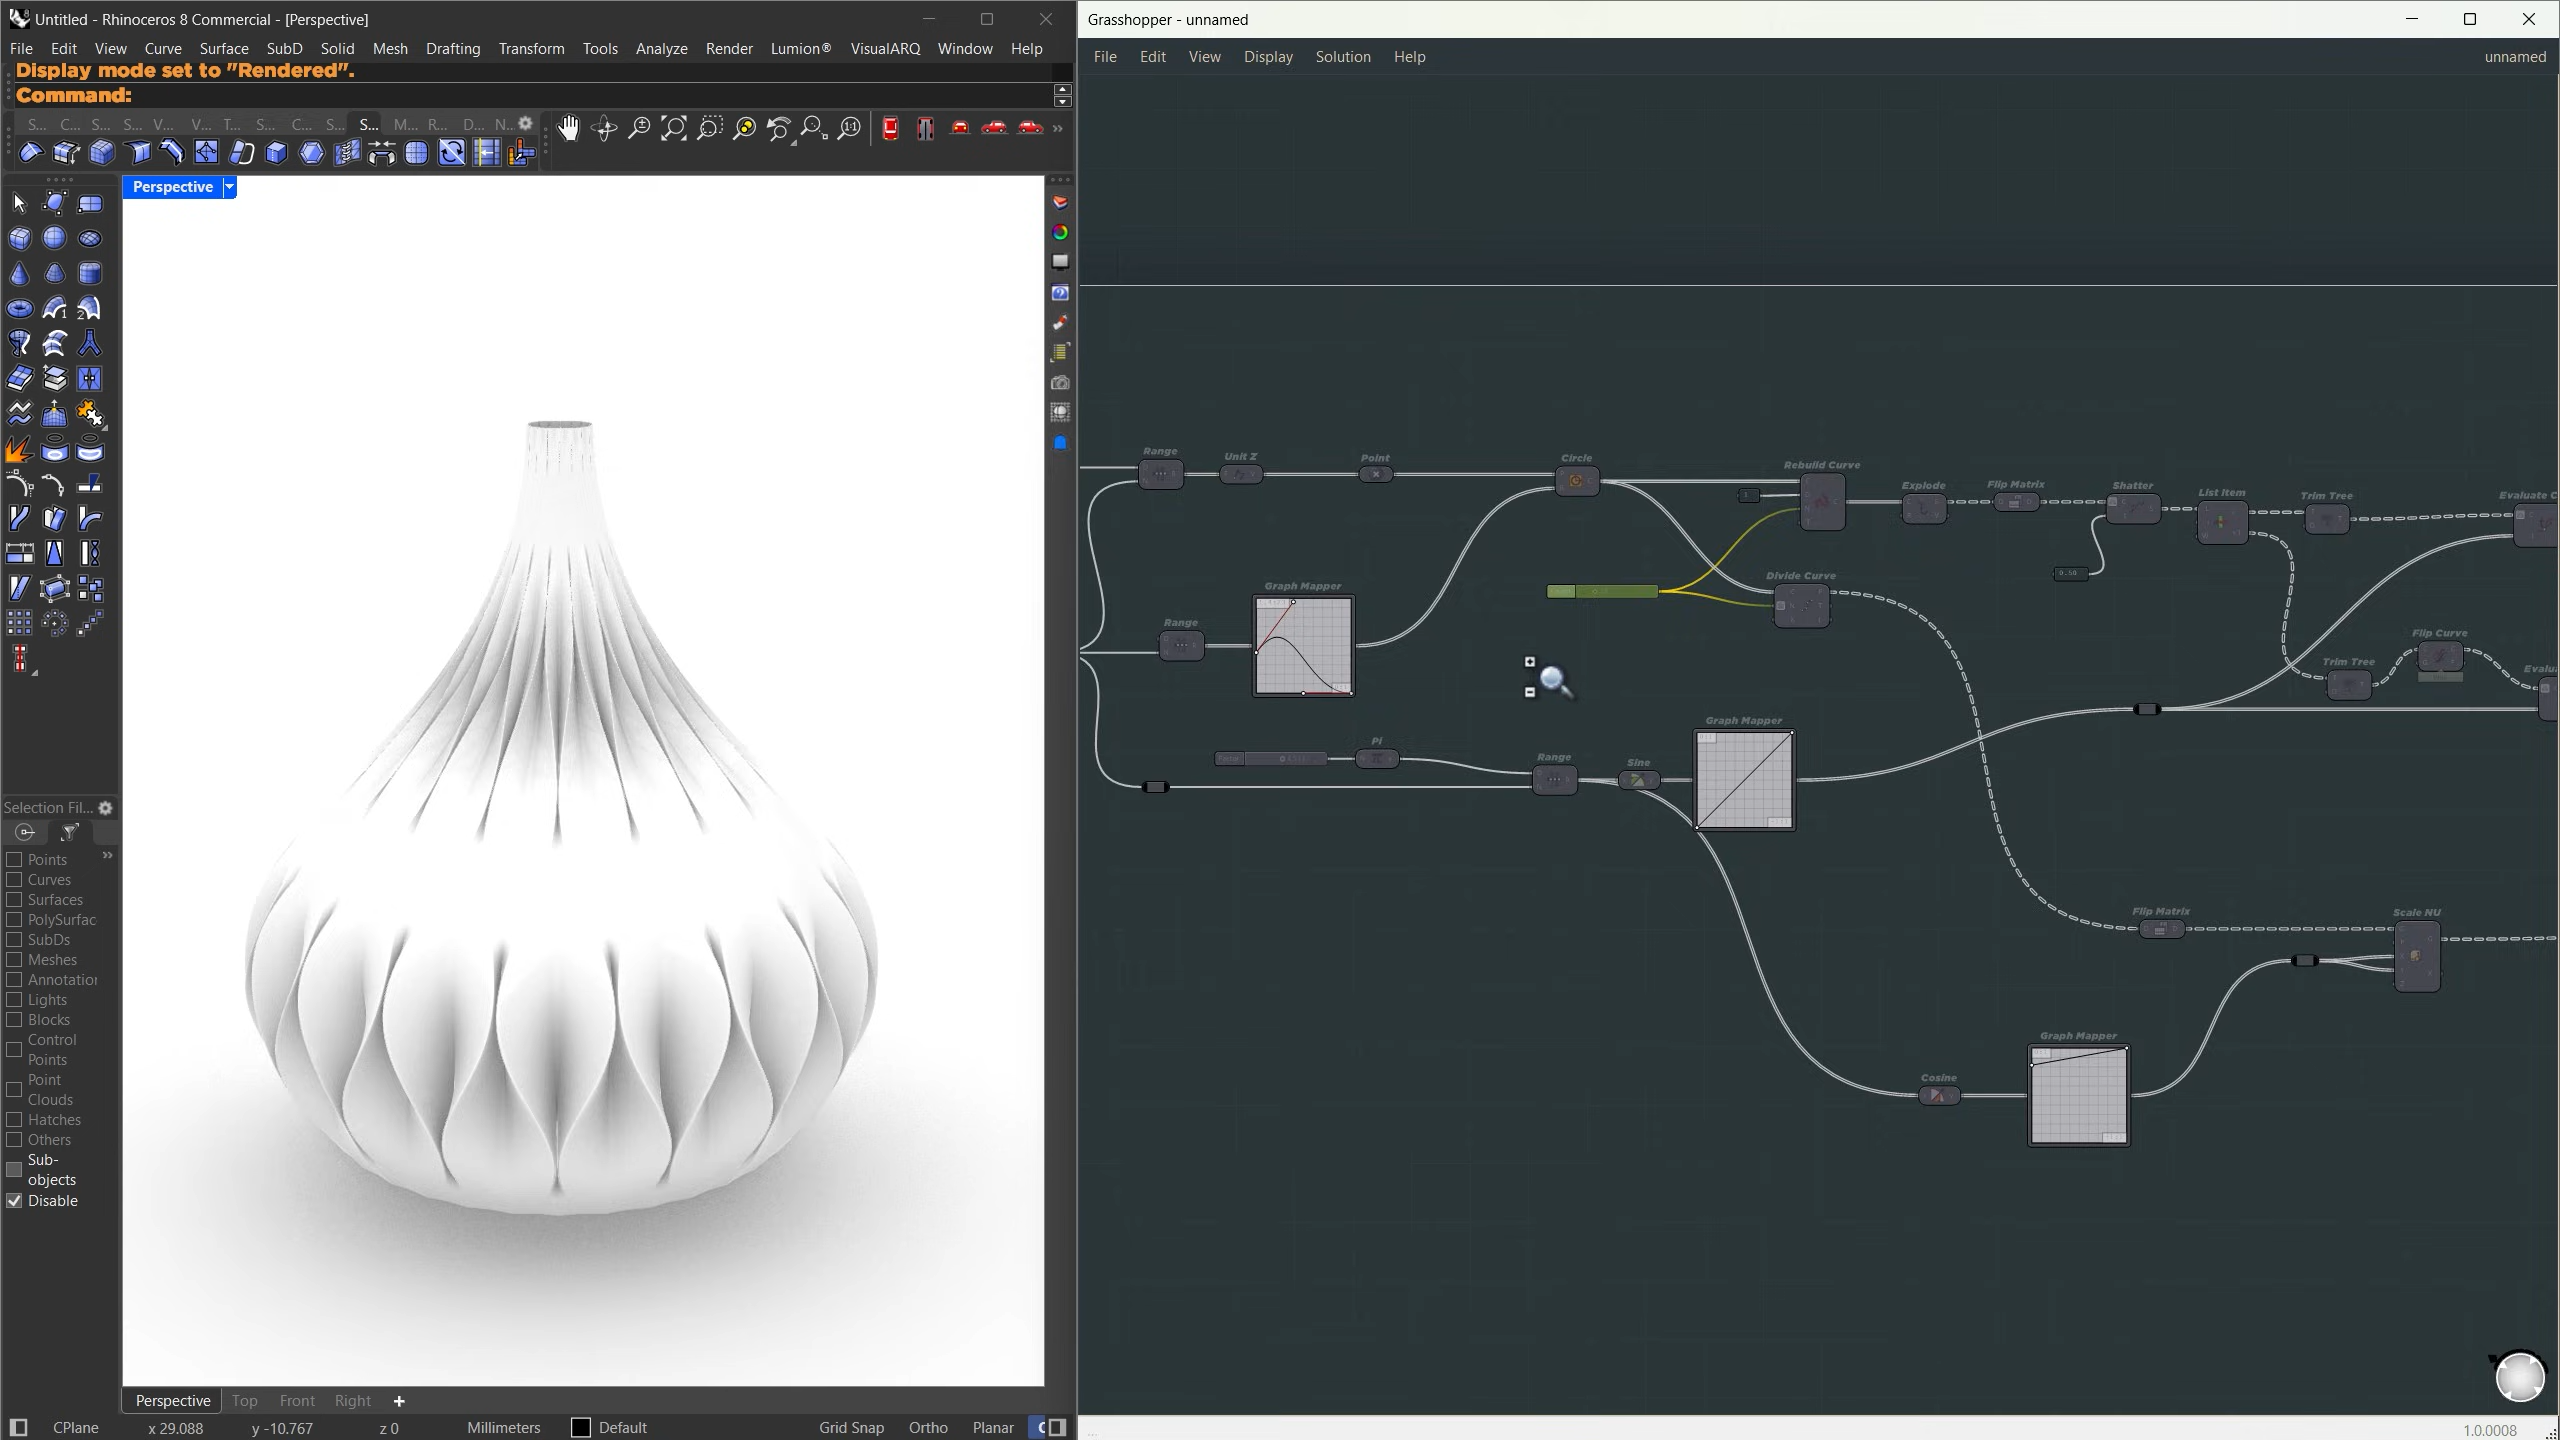 Untitled - Rhinoceros 8 Commercial - [Perspective]
File Edit View Curve Surface SubD Solid Mesh Drafting Transform Tools Analyze Render Lumion® VisualARQ Window Help
Display mode set to "Rendered".
Command:
S... C... S... S... V... V... T... S... C... S... S... M... R... D... N...
Perspective
Selection Fil...
Points
Curves
Surfaces
PolySurfac
SubDs
Meshes
Annotation
Lights
Blocks
Control
Points
Point
Clouds
Hatches
Others
Sub-
objects
Disable
Perspective Top Front Right
CPlane x 29.088 y -10.767 z 0 Millimeters Default Grid Snap Ortho Planar
Grasshopper - unnamed
File Edit View Display Solution Help unnamed
Range
Unit Z
Point
Circle
Rebuild Curve
Explode
Flip Matrix
Shatter
List Item
Trim Tree
Evaluate C
0.50
Graph Mapper
Divide Curve
Range
Flip Curve
Trim Tree
Evalu
Graph Mapper
Pi
Factor
Range
Sine
Flip Matrix
Scale NU
Graph Mapper
Cosine
1.0.0008